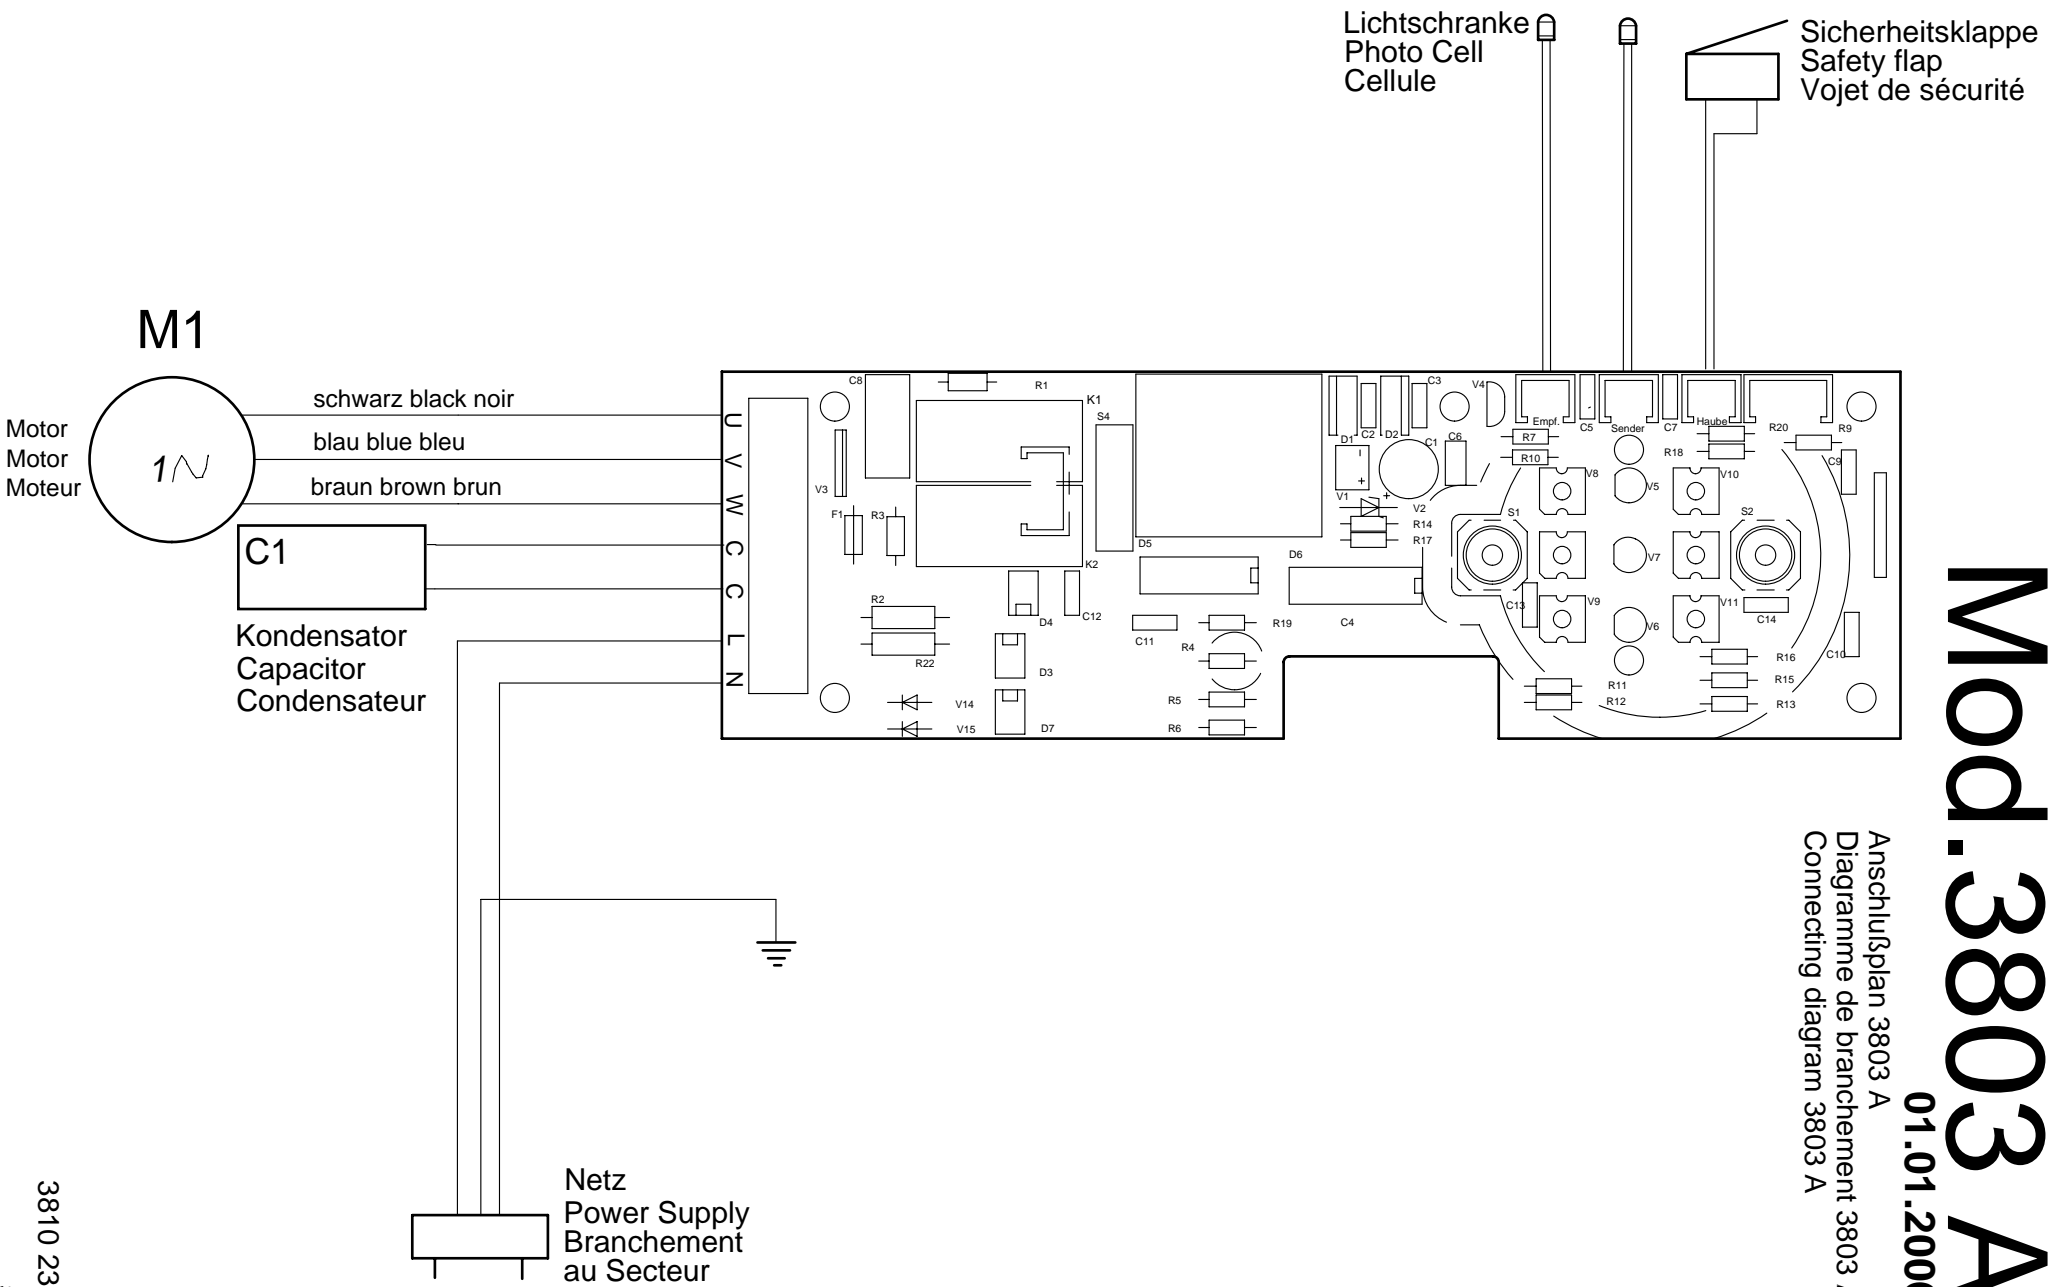 Lichtschranke
Photo Cell
Cellule
Sicherheitsklappe
Safety flap
Vojet de sécurité
M1
Motor
Motor
Moteur
1
schwarz black noir
blau blue bleu
braun brown brun
C1
Kondensator
Capacitor
Condensateur
U
V
W
C
C
L
N
C8
R1
K1
S4
V3
F1
R3
K2
R2
R22
D4
C12
D3
V14
V15
D7
D5
D6
C11
R19
C4
R4
R5
R6
D1
C2
D2
C3
C1
C6
V4
V1
V2
R14
R17
Empf.
C5
Sender
C7
Haube
R20
R9
R7
R10
R18
C9
V8
V5
V10
S1
S2
V7
C13
V9
V6
V11
C14
C10
R16
R15
R13
R11
R12
Netz
Power Supply
Branchement
au Secteur
Mod.3803 A
Anschlußplan 3803 A
Diagramme de branchement 3803
Connecting diagram 3803 A
01.01.200
3810 23